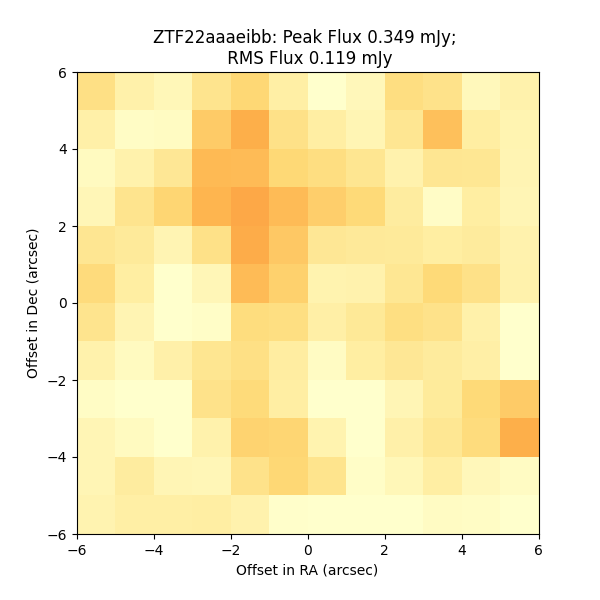 ZTF22aaaeibb: Peak Flux 0.349 mJy;
RMS Flux 0.119 mJy
6
4
2
0
−2
−4
−6
Offset in Dec (arcsec)
−6 −4 −2 0 2 4 6
Offset in RA (arcsec)